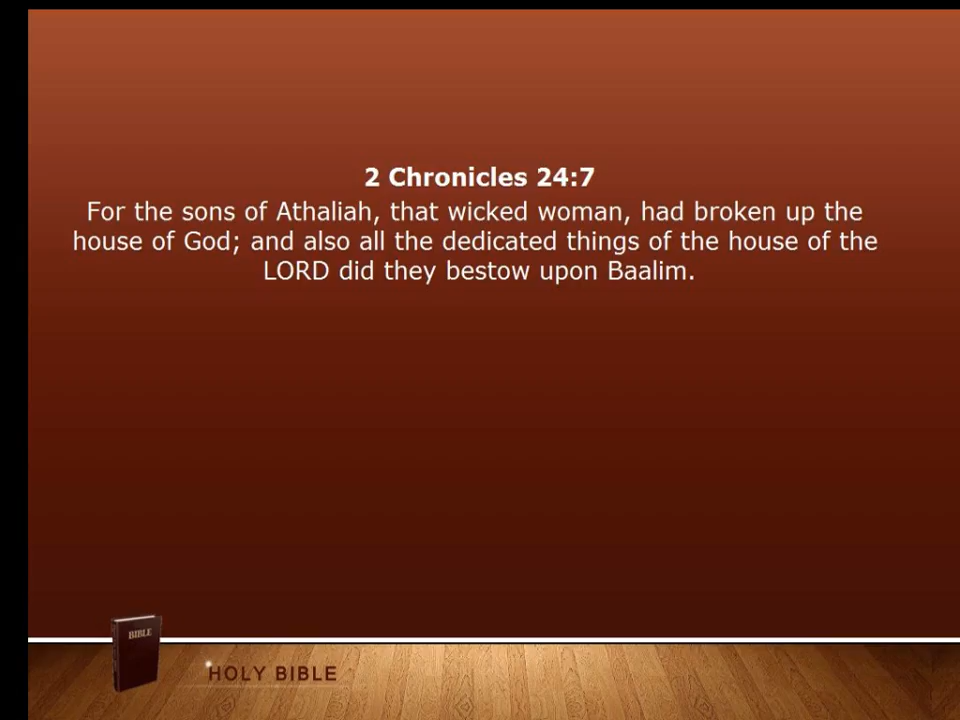 2 Chronicles 24:7
For the sons of Athaliah, that wicked woman, had broken up the
house of God; and also all the dedicated things of the house of the
LORD did they bestow upon Baalim.
BIBLE
HOLY BIBLE